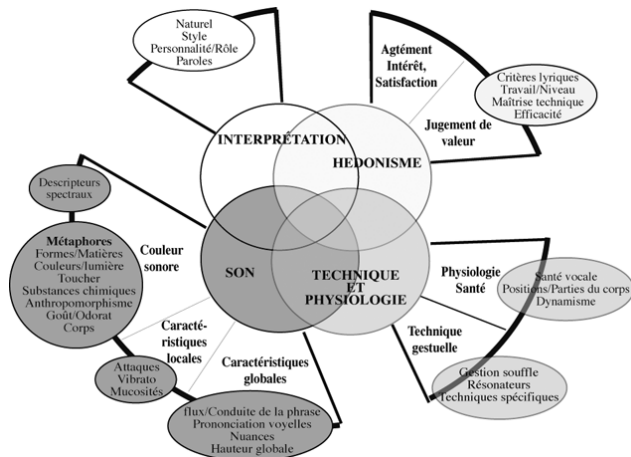 Naturel
Style
Personnalité/Rôle
Paroles
Agtément
Intérêt,
Satisfaction
Critères lyriques
Travail/Niveau
Maîtrise technique
Efficacité
Jugement de
valeur
INTERPRÊTATION
HEDONISME
Descripteurs
spectraux
Métaphores
Formes/Matières
Couleurs/lumière
Toucher
Substances chimiques
Anthropomorphisme
Goût/Odorat
Corps
Couleur
sonore
SON
TECHNIQUE
ET
PHYSIOLOGIE
Physiologie
Santé
Santé vocale
Positions/Parties du corps
Dynamisme
Technique
gestuelle
Gestion souffle
Résonateurs
Techniques spécifiques
Caracté-
ristiques
locales
Attaques
Vibrato
Mucosités
Caractéristiques
globales
flux/Conduite de la phrase
Prononciation voyelles
Nuances
Hauteur globale